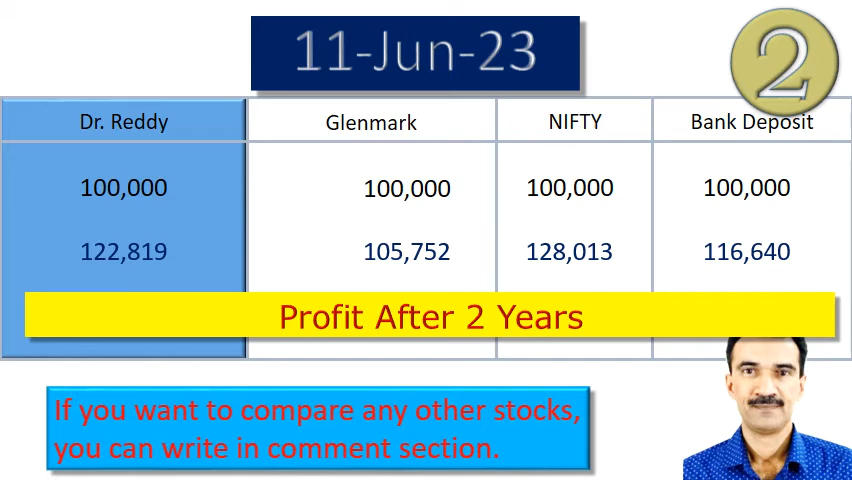 11-Jun-23
2
Dr. Reddy Glenmark NIFTY Bank Deposit
100,000 100,000 100,000 100,000
122,819 105,752 128,013 116,640
Profit After 2 Years
If you want to compare any other stocks,
you can write in comment section.